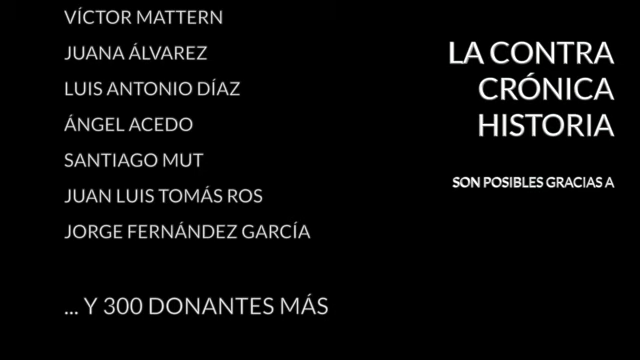 VÍCTOR MATTERN
JUANA ÁLVAREZ
LUIS ANTONIO DÍAZ
ÁNGEL ACEDO
SANTIAGO MUT
JUAN LUIS TOMÁS ROS
JORGE FERNÁNDEZ GARCÍA
... Y 300 DONANTES MÁS
LA CONTRA
CRÓNICA
HISTORIA
SON POSIBLES GRACIAS A